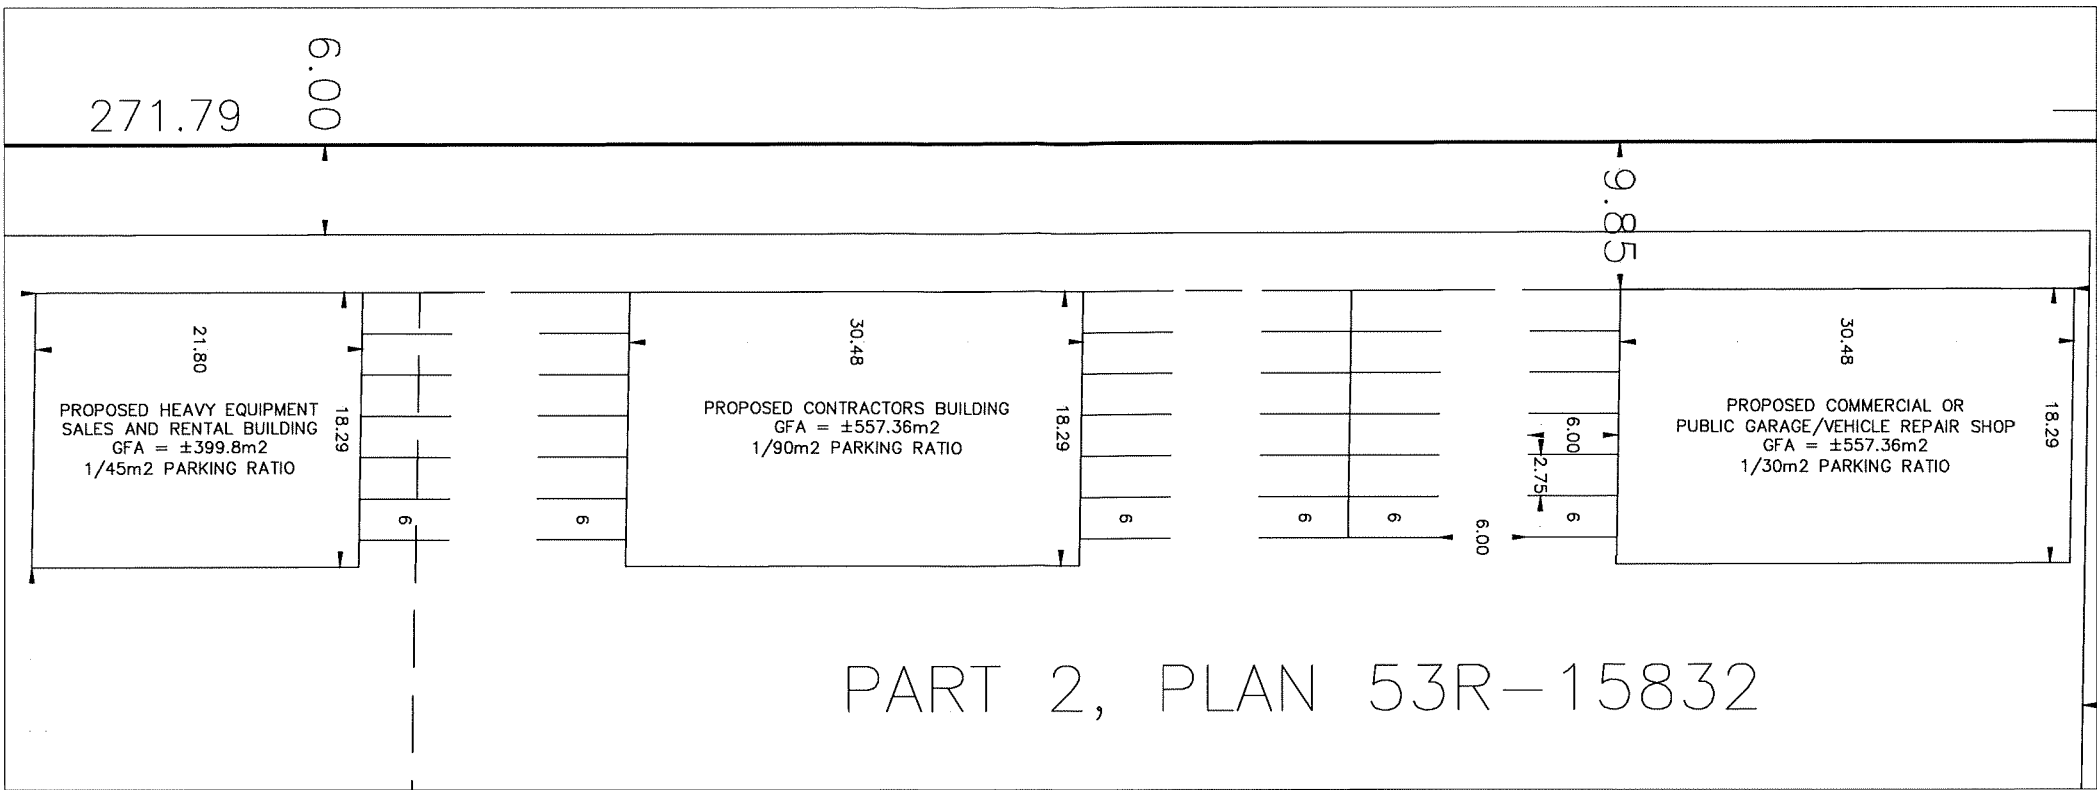 271.79
6.00
9.85
21.80
18.29
PROPOSED HEAVY EQUIPMENT
SALES AND RENTAL BUILDING
GFA = ±399.8m2
1/45m2 PARKING RATIO
6
6
30.48
18.29
PROPOSED CONTRACTORS BUILDING
GFA = ±557.36m2
1/90m2 PARKING RATIO
6
6
6
6.00
6.00
2.75
6
30.48
18.29
PROPOSED COMMERCIAL OR
PUBLIC GARAGE/VEHICLE REPAIR SHOP
GFA = ±557.36m2
1/30m2 PARKING RATIO
PART 2, PLAN 53R-15832